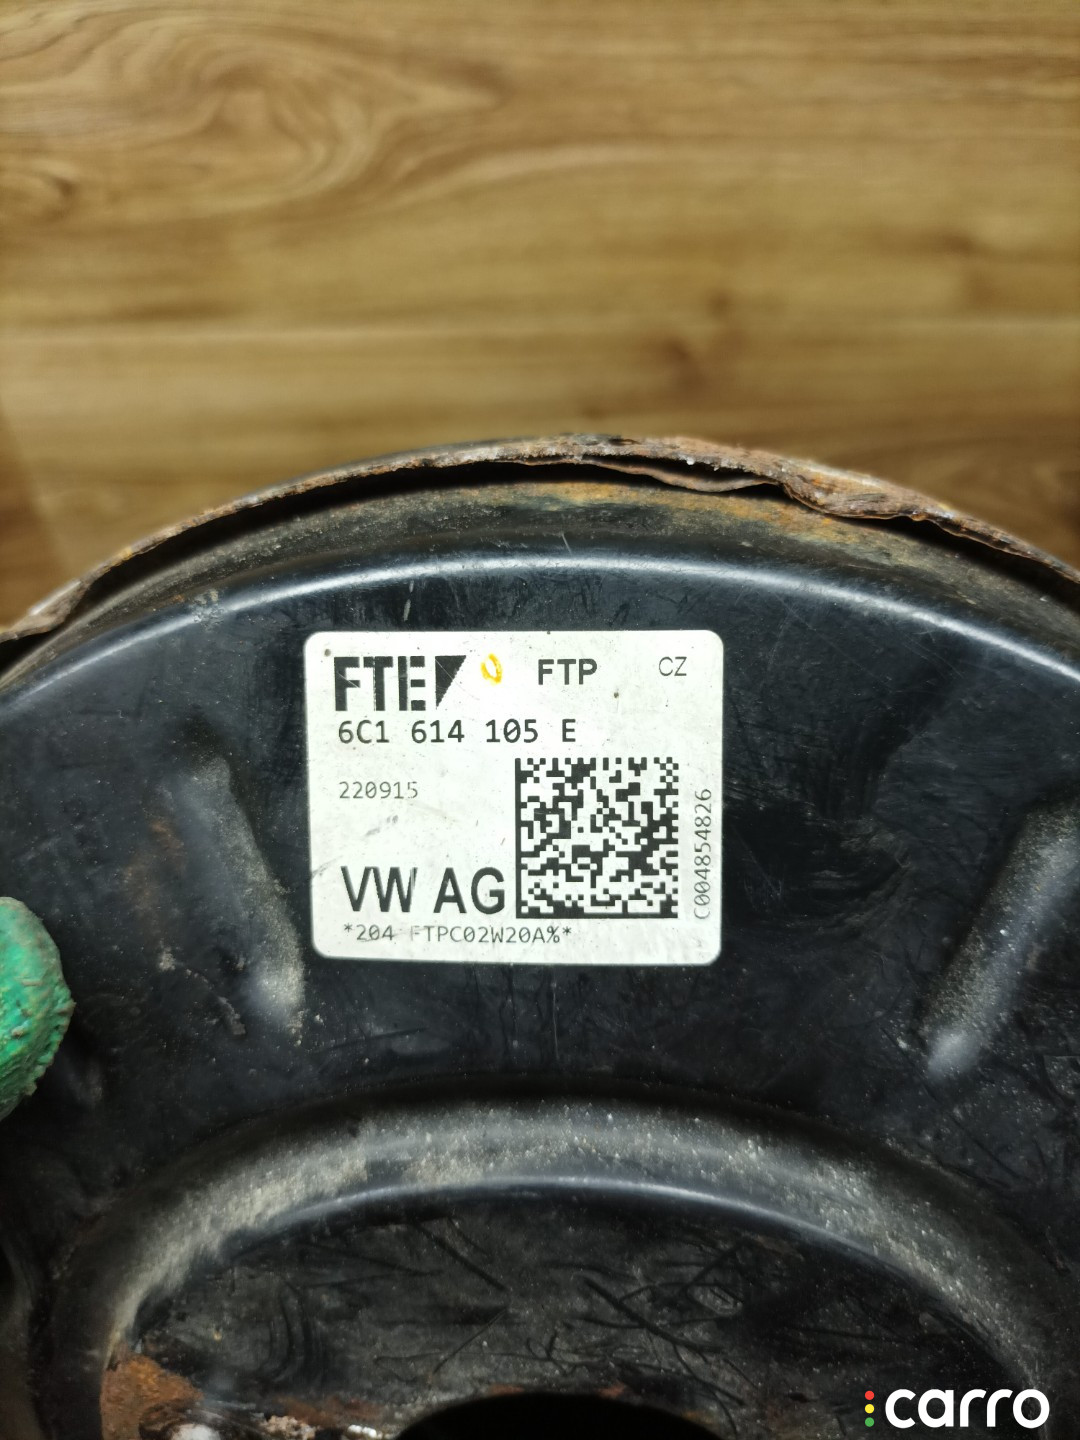 FTE FTP CZ
6C1 614 105 E
220915
C004854826
VW AG
*204 FTPC02W20A%*
carro